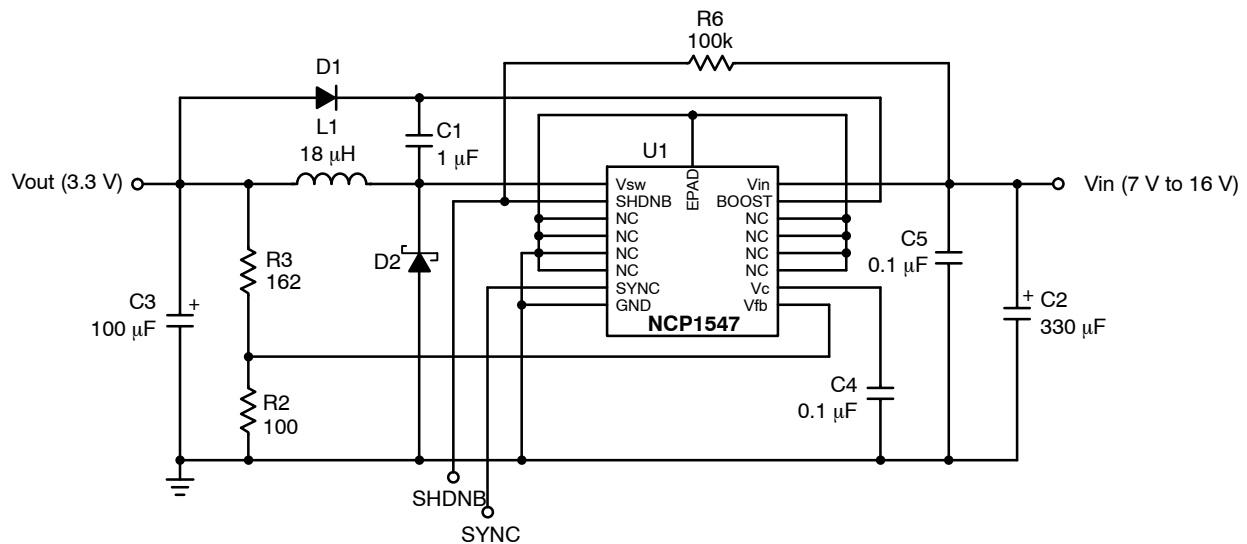 R6
100k
D1
L1
18 μH
C1
1 μF
U1
Vout (3.3 V)
Vin (7 V to 16 V)
Vsw
SHDNB
NC
NC
NC
NC
SYNC
GND
EPAD
Vin
BOOST
NC
NC
NC
NC
Vc
Vfb
NCP1547
R3
162
D2
C5
0.1 μF
C3
+
100 μF
+
C2
330 μF
R2
100
C4
0.1 μF
SHDNB
SYNC